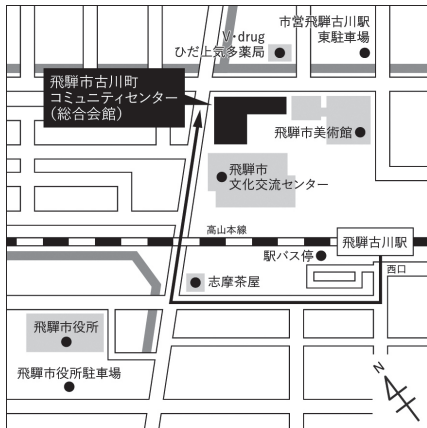 市営飛騨古川駅
東駐車場
V・drug
ひだ上気多薬局
飛騨市古川町
コミュニティセンター
(総合会館)
飛騨市美術館
飛騨市
文化交流センター
高山本線
飛騨古川駅
駅バス停
西口
志摩茶屋
飛騨市役所
飛騨市役所駐車場
N